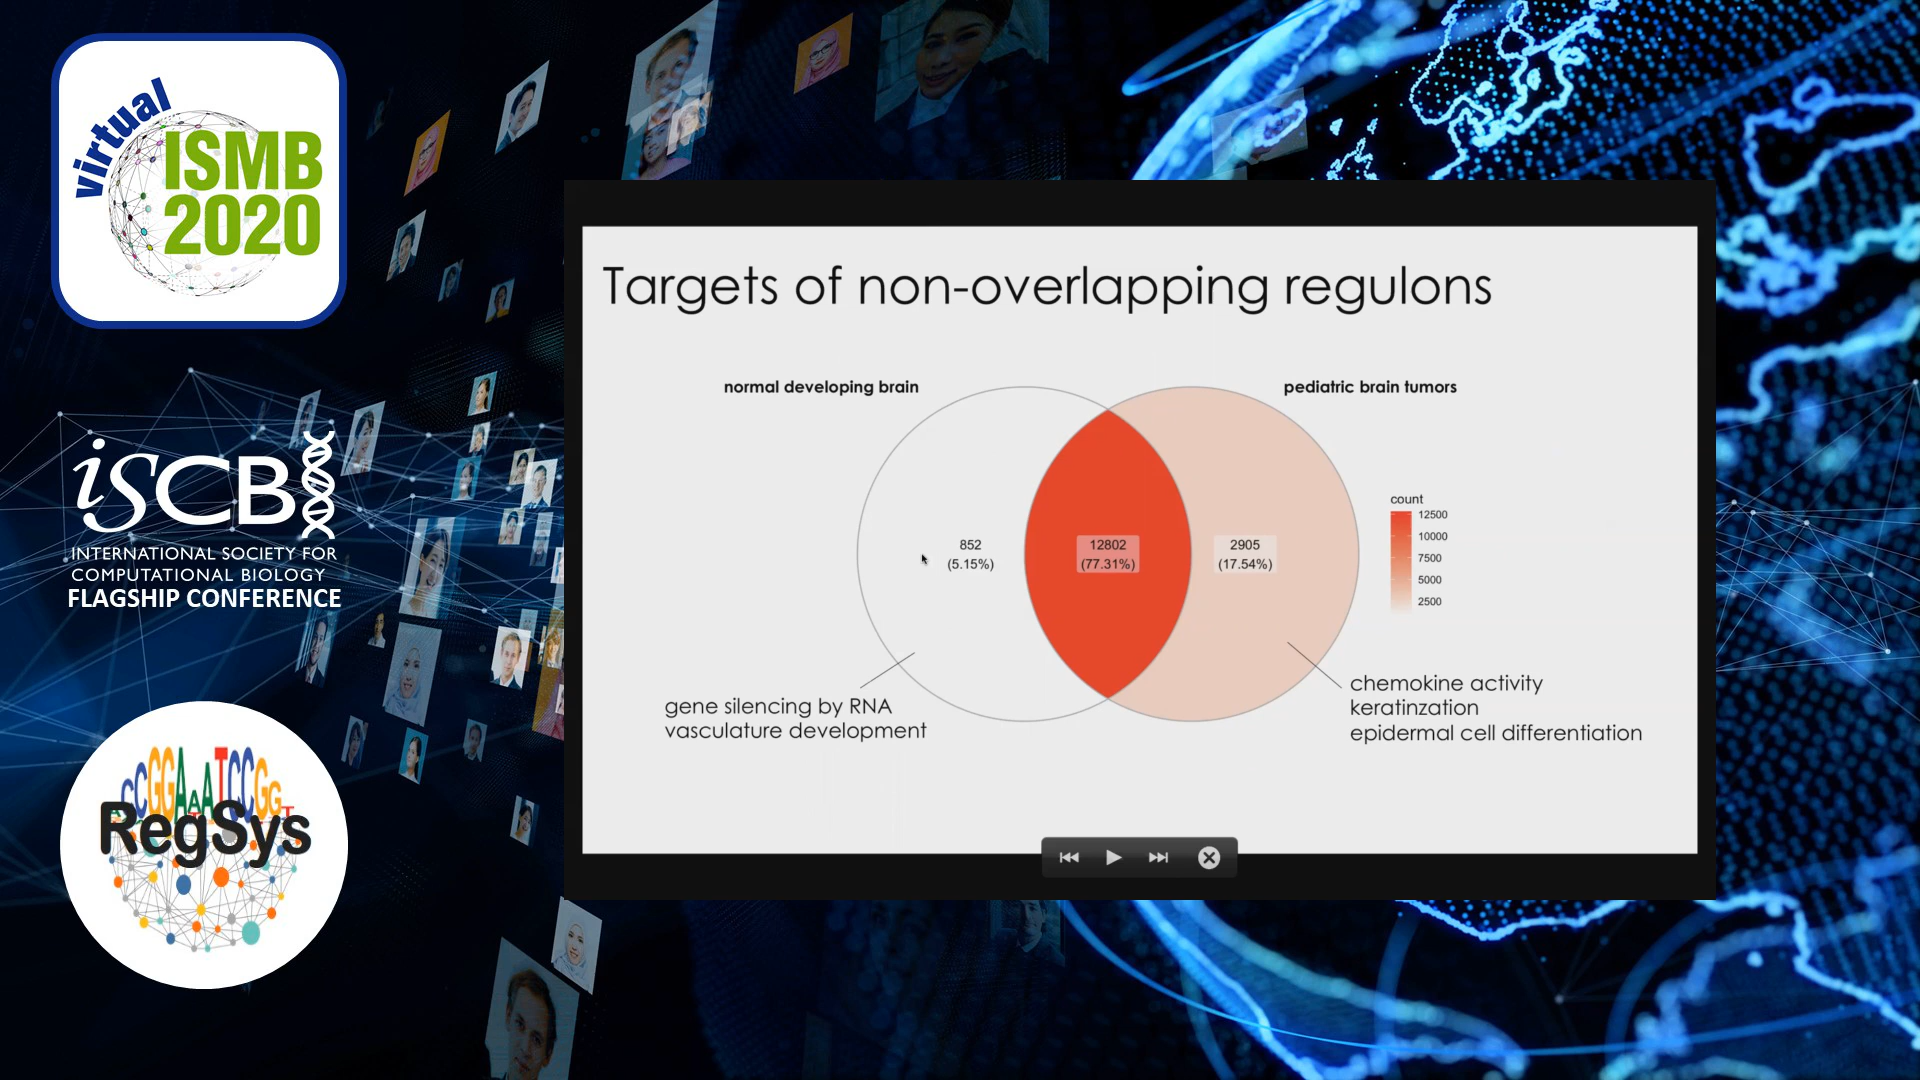 virtual
ISMB
2020
iSCB
INTERNATIONAL SOCIETY FOR
COMPUTATIONAL BIOLOGY
FLAGSHIP CONFERENCE
RegSys
Targets of non-overlapping regulons
normal developing brain
pediatric brain tumors
852
(5.15%)
12802
(77.31%)
2905
(17.54%)
count
12500
10000
7500
5000
2500
gene silencing by RNA
vasculature development
chemokine activity
keratinzation
epidermal cell differentiation